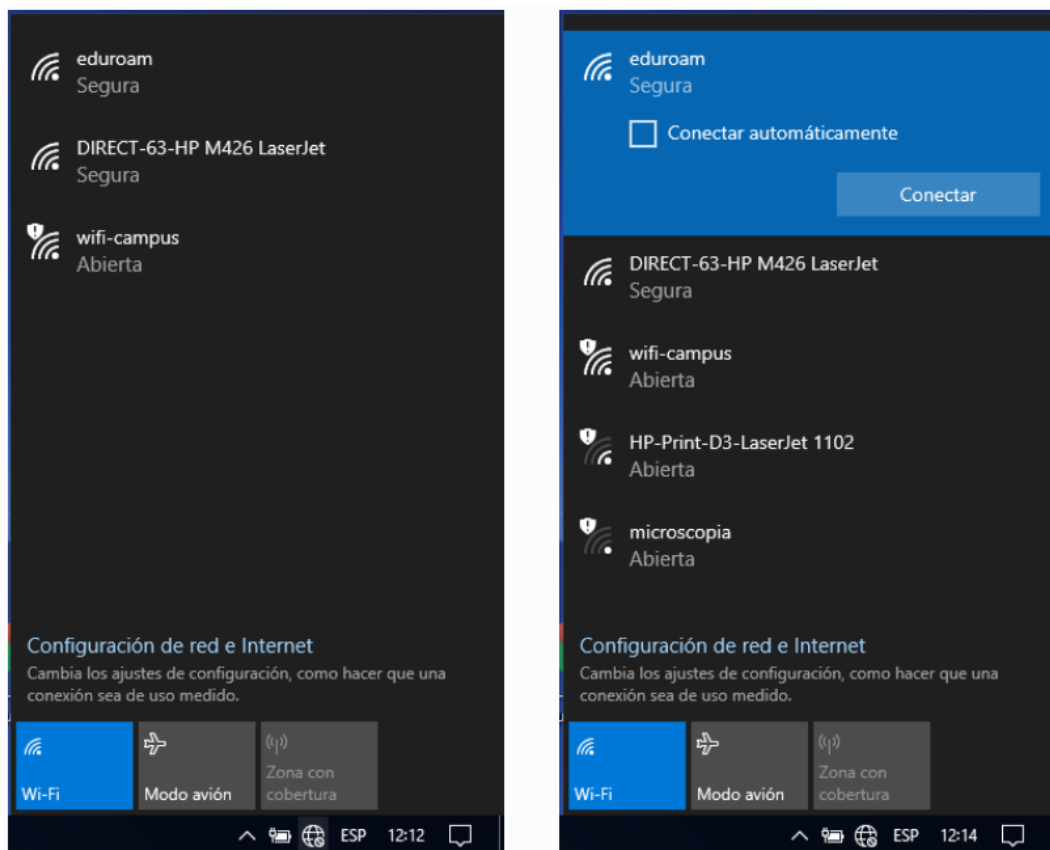 eduroam
Segura
DIRECT-63-HP M426 LaserJet
Segura
wifi-campus
Abierta
Configuración de red e Internet
Cambia los ajustes de configuración, como hacer que una
conexión sea de uso medido.
Wi-Fi
Modo avión
Zona con
cobertura
ESP
12:12
eduroam
Segura
Conectar automáticamente
Conectar
DIRECT-63-HP M426 LaserJet
Segura
wifi-campus
Abierta
HP-Print-D3-LaserJet 1102
Abierta
microscopia
Abierta
Configuración de red e Internet
Cambia los ajustes de configuración, como hacer que una
conexión sea de uso medido.
Wi-Fi
Modo avión
Zona con
cobertura
ESP
12:14